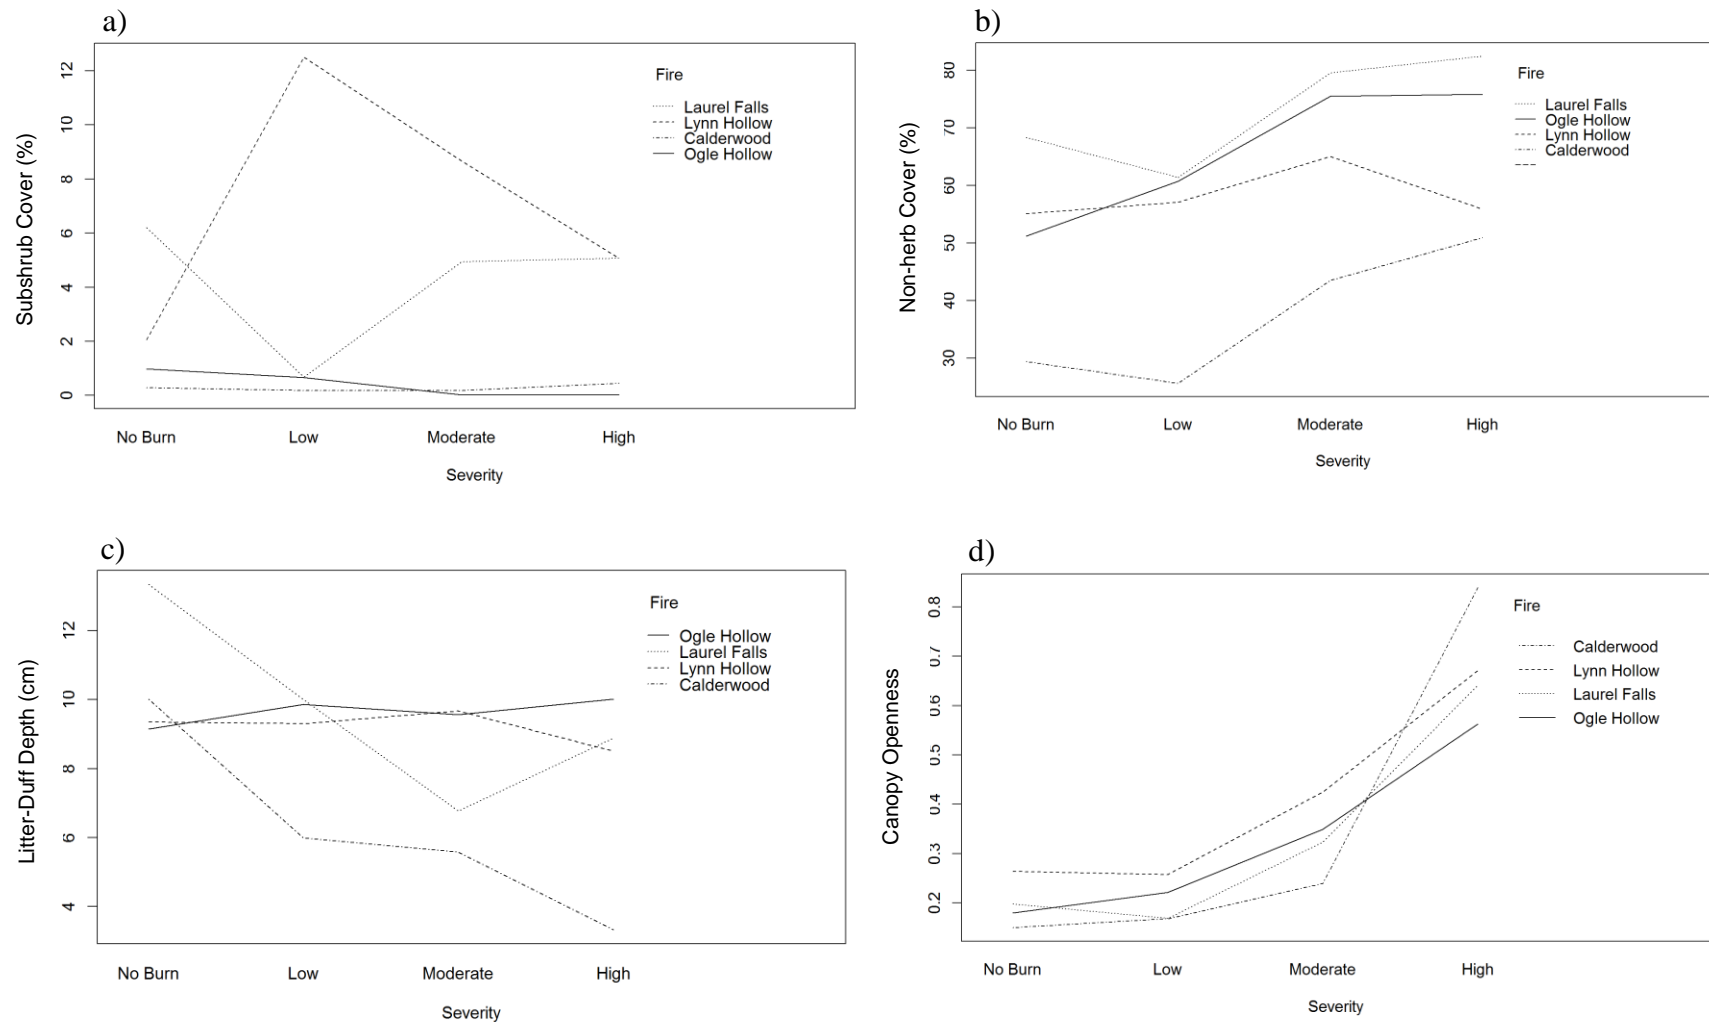 a)
Subshrub Cover (%)
12
10
8
6
4
2
0
Fire
Laurel Falls
Lynn Hollow
Calderwood
Ogle Hollow
No Burn Low Moderate High
Severity
b)
Non-herb Cover (%)
80
70
60
50
40
30
Fire
Laurel Falls
Ogle Hollow
Lynn Hollow
Calderwood
No Burn Low Moderate High
Severity
c)
Litter-Duff Depth (cm)
12
10
8
6
4
Fire
Ogle Hollow
Laurel Falls
Lynn Hollow
Calderwood
No Burn Low Moderate High
Severity
d)
Canopy Openness
0.8
0.7
0.6
0.5
0.4
0.3
0.2
Fire
Calderwood
Lynn Hollow
Laurel Falls
Ogle Hollow
No Burn Low Moderate High
Severity